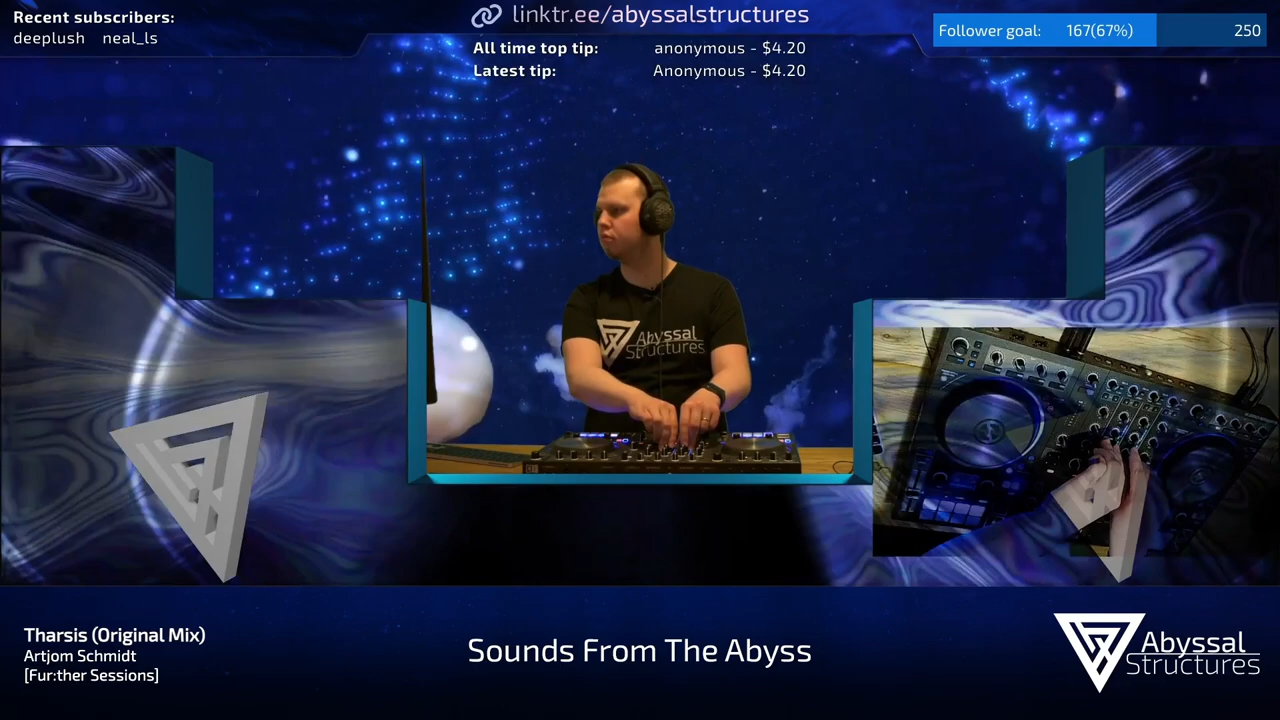 Recent subscribers:
deeplush neal_ls
linktr.ee/abyssalstructures
All time top tip: anonymous - $4.20
Latest tip: Anonymous - $4.20
Follower goal: 167(67%) 250
Abyssal
Structures
Tharsis (Original Mix)
Artjom Schmidt
[Fur:ther Sessions]
Sounds From The Abyss
Abyssal
Structures